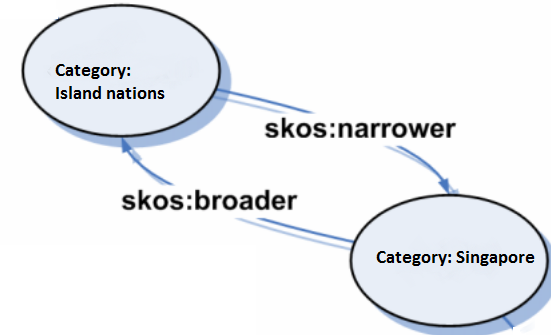 Category:
Island nations
skos:narrower
skos:broader
Category: Singapore